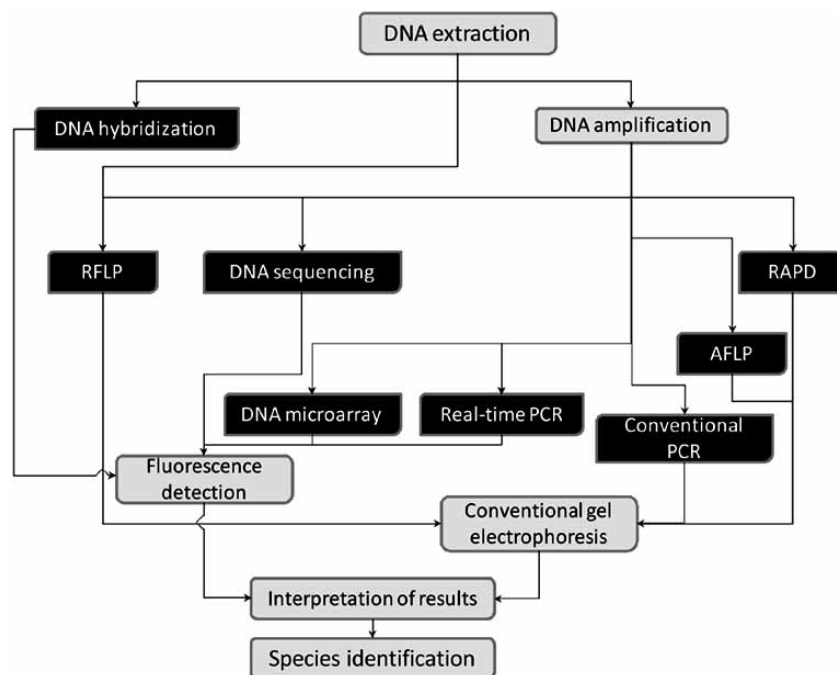 DNA extraction
DNA hybridization
DNA amplification
RFLP
DNA sequencing
RAPD
AFLP
DNA microarray
Real-time PCR
Conventional
PCR
Fluorescence
detection
Conventional gel
electrophoresis
Interpretation of results
Species identification